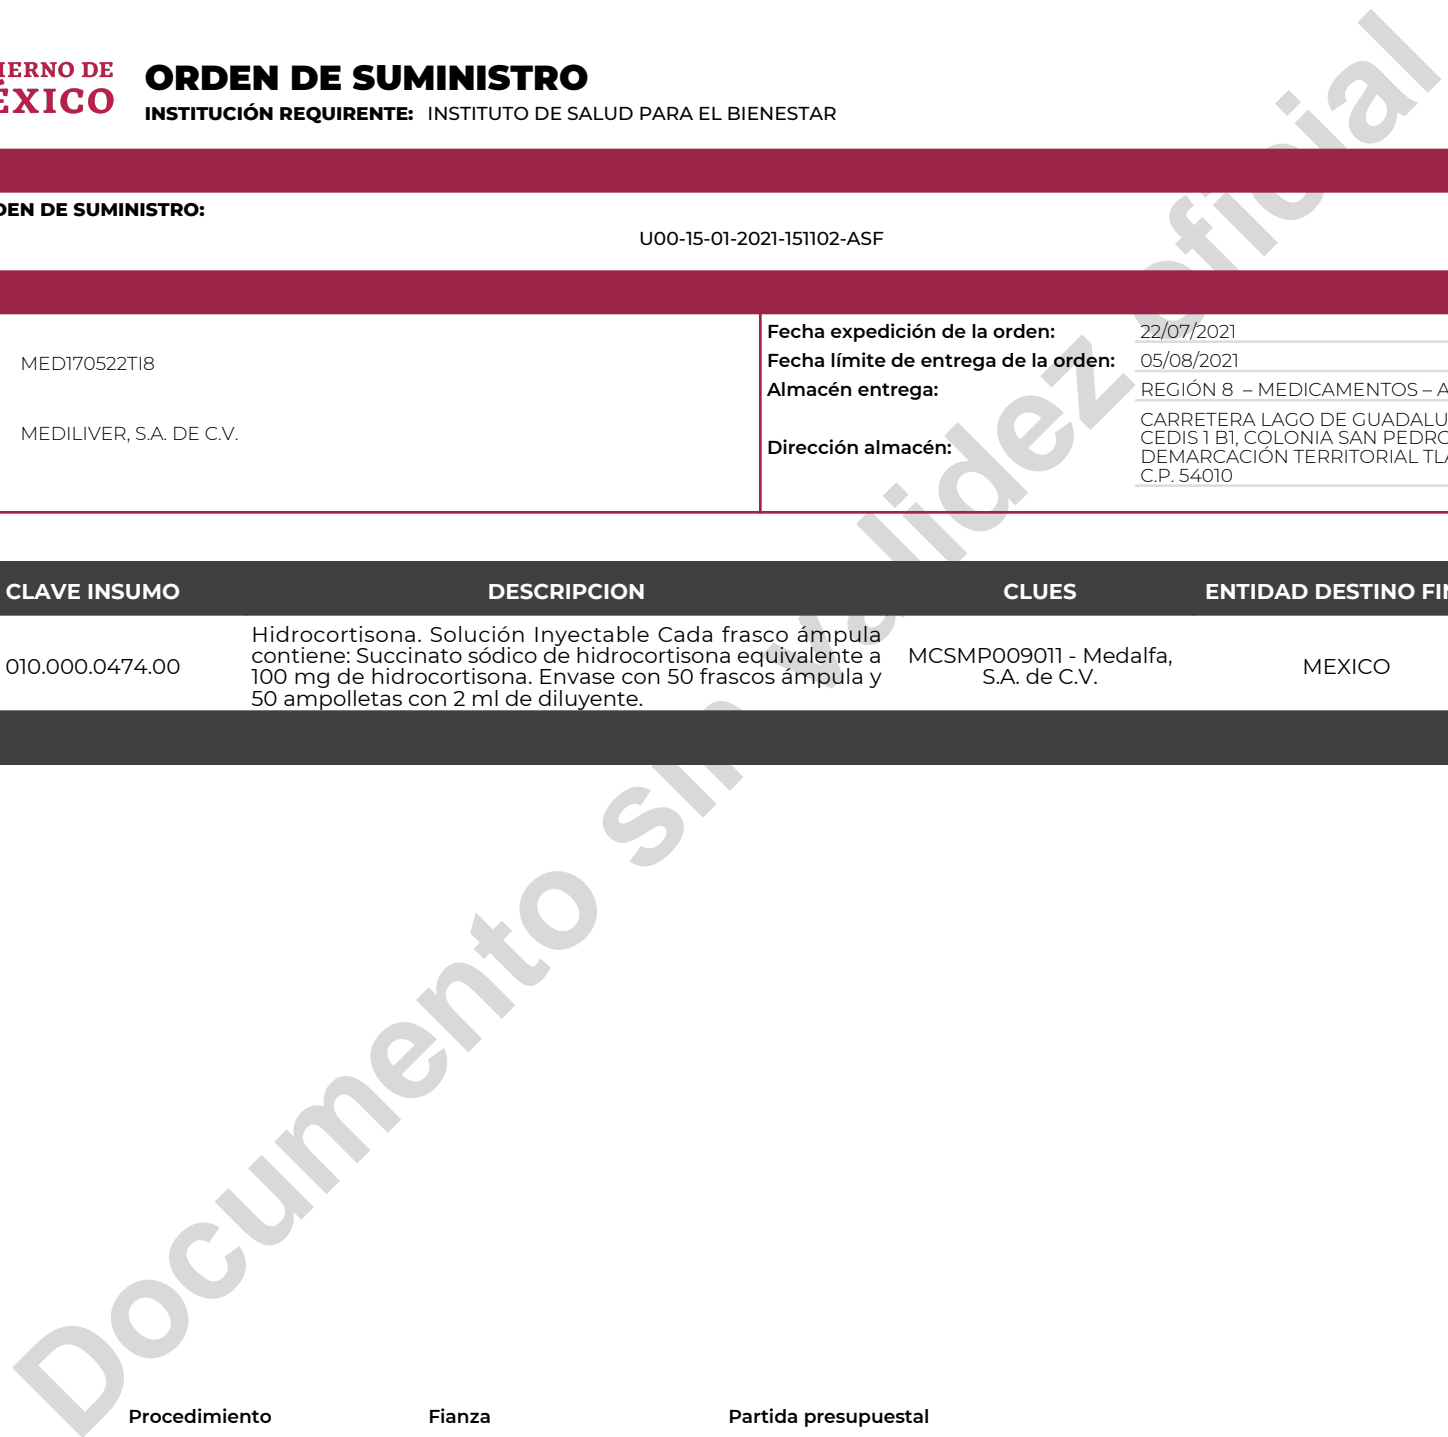 IERNO DE
ÉXICO
ORDEN DE SUMINISTRO
INSTITUCIÓN REQUIRENTE: INSTITUTO DE SALUD PARA EL BIENESTAR
DEN DE SUMINISTRO:
U00-15-01-2021-151102-ASF
MED170522TI8
MEDILIVER, S.A. DE C.V.
Fecha expedición de la orden: 22/07/2021
Fecha límite de entrega de la orden: 05/08/2021
Almacén entrega: REGIÓN 8 – MEDICAMENTOS – A
Dirección almacén:
CARRETERA LAGO DE GUADALU
CEDIS 1 B1, COLONIA SAN PEDRO
DEMARCACIÓN TERRITORIAL TLA
C.P. 54010
CLAVE INSUMO DESCRIPCION CLUES ENTIDAD DESTINO FIN
010.000.0474.00
Hidrocortisona. Solución Inyectable Cada frasco ámpula
contiene: Succinato sódico de hidrocortisona equivalente a
100 mg de hidrocortisona. Envase con 50 frascos ámpula y
50 ampolletas con 2 ml de diluyente.
MCSMP009011 - Medalfa,
S.A. de C.V.
MEXICO
Documento sin validez oficial
Procedimiento Fianza Partida presupuestal